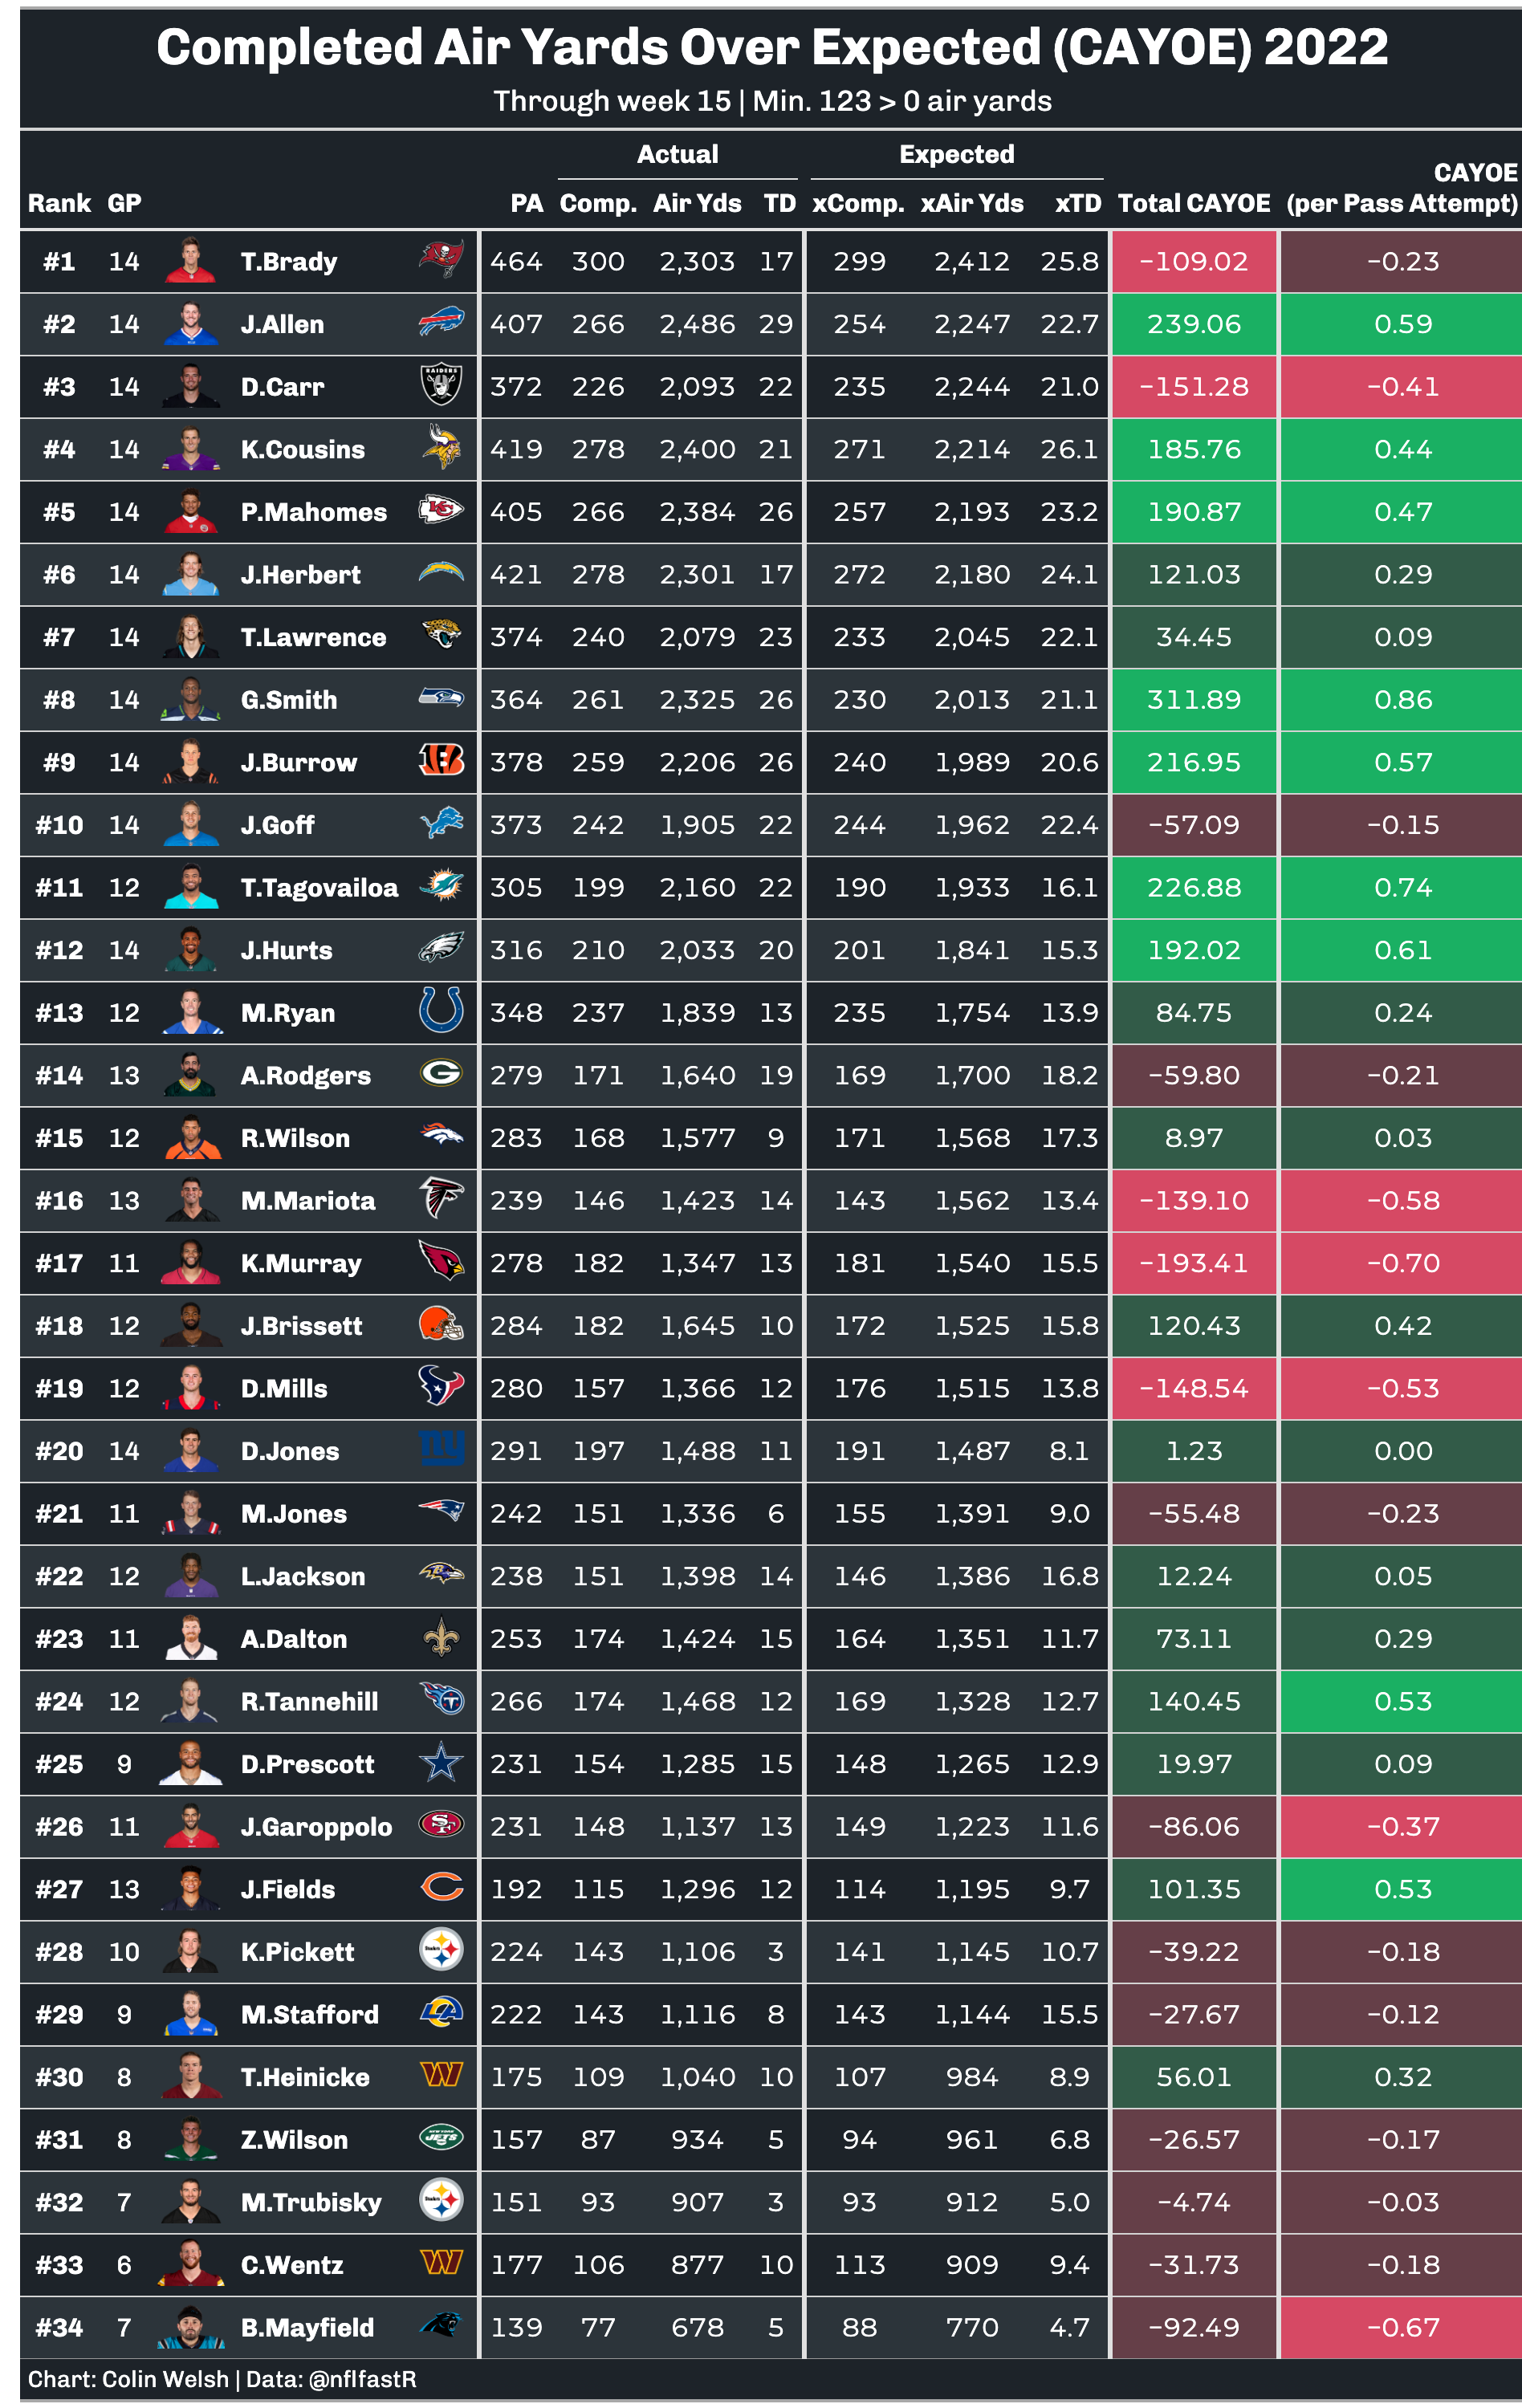 Completed Air Yards Over Expected (CAYOE) 2022
Through week 15 | Min. 123 > 0 air yards
Actual Expected CAYOE
Rank GP PA Comp. Air Yds TD xComp. xAir Yds xTD Total CAYOE (per Pass Attempt)
#1 14 T.Brady 464 300 2,303 17 299 2,412 25.8 −109.02 −0.23
#2 14 J.Allen 407 266 2,486 29 254 2,247 22.7 239.06 0.59
#3 14 D.Carr RAIDERS 372 226 2,093 22 235 2,244 21.0 −151.28 −0.41
#4 14 K.Cousins 419 278 2,400 21 271 2,214 26.1 185.76 0.44
#5 14 P.Mahomes KC 405 266 2,384 26 257 2,193 23.2 190.87 0.47
#6 14 J.Herbert 421 278 2,301 17 272 2,180 24.1 121.03 0.29
#7 14 T.Lawrence 374 240 2,079 23 233 2,045 22.1 34.45 0.09
#8 14 G.Smith 364 261 2,325 26 230 2,013 21.1 311.89 0.86
#9 14 J.Burrow B 378 259 2,206 26 240 1,989 20.6 216.95 0.57
#10 14 J.Goff 373 242 1,905 22 244 1,962 22.4 −57.09 −0.15
#11 12 T.Tagovailoa 305 199 2,160 22 190 1,933 16.1 226.88 0.74
#12 14 J.Hurts 316 210 2,033 20 201 1,841 15.3 192.02 0.61
#13 12 M.Ryan 348 237 1,839 13 235 1,754 13.9 84.75 0.24
#14 13 A.Rodgers G 279 171 1,640 19 169 1,700 18.2 −59.80 −0.21
#15 12 R.Wilson 283 168 1,577 9 171 1,568 17.3 8.97 0.03
#16 13 M.Mariota 239 146 1,423 14 143 1,562 13.4 −139.10 −0.58
#17 11 K.Murray 278 182 1,347 13 181 1,540 15.5 −193.41 −0.70
#18 12 J.Brissett 284 182 1,645 10 172 1,525 15.8 120.43 0.42
#19 12 D.Mills 280 157 1,366 12 176 1,515 13.8 −148.54 −0.53
#20 14 D.Jones ny 291 197 1,488 11 191 1,487 8.1 1.23 0.00
#21 11 M.Jones 242 151 1,336 6 155 1,391 9.0 −55.48 −0.23
#22 12 L.Jackson B 238 151 1,398 14 146 1,386 16.8 12.24 0.05
#23 11 A.Dalton 253 174 1,424 15 164 1,351 11.7 73.11 0.29
#24 12 R.Tannehill T 266 174 1,468 12 169 1,328 12.7 140.45 0.53
#25 9 D.Prescott 231 154 1,285 15 148 1,265 12.9 19.97 0.09
#26 11 J.Garoppolo SF 231 148 1,137 13 149 1,223 11.6 −86.06 −0.37
#27 13 J.Fields C 192 115 1,296 12 114 1,195 9.7 101.35 0.53
#28 10 K.Pickett Steelers 224 143 1,106 3 141 1,145 10.7 −39.22 −0.18
#29 9 M.Stafford LA 222 143 1,116 8 143 1,144 15.5 −27.67 −0.12
#30 8 T.Heinicke W 175 109 1,040 10 107 984 8.9 56.01 0.32
#31 8 Z.Wilson NEW YORK JETS 157 87 934 5 94 961 6.8 −26.57 −0.17
#32 7 M.Trubisky Steelers 151 93 907 3 93 912 5.0 −4.74 −0.03
#33 6 C.Wentz W 177 106 877 10 113 909 9.4 −31.73 −0.18
#34 7 B.Mayfield 139 77 678 5 88 770 4.7 −92.49 −0.67
Chart: Colin Welsh | Data: @nflfastR